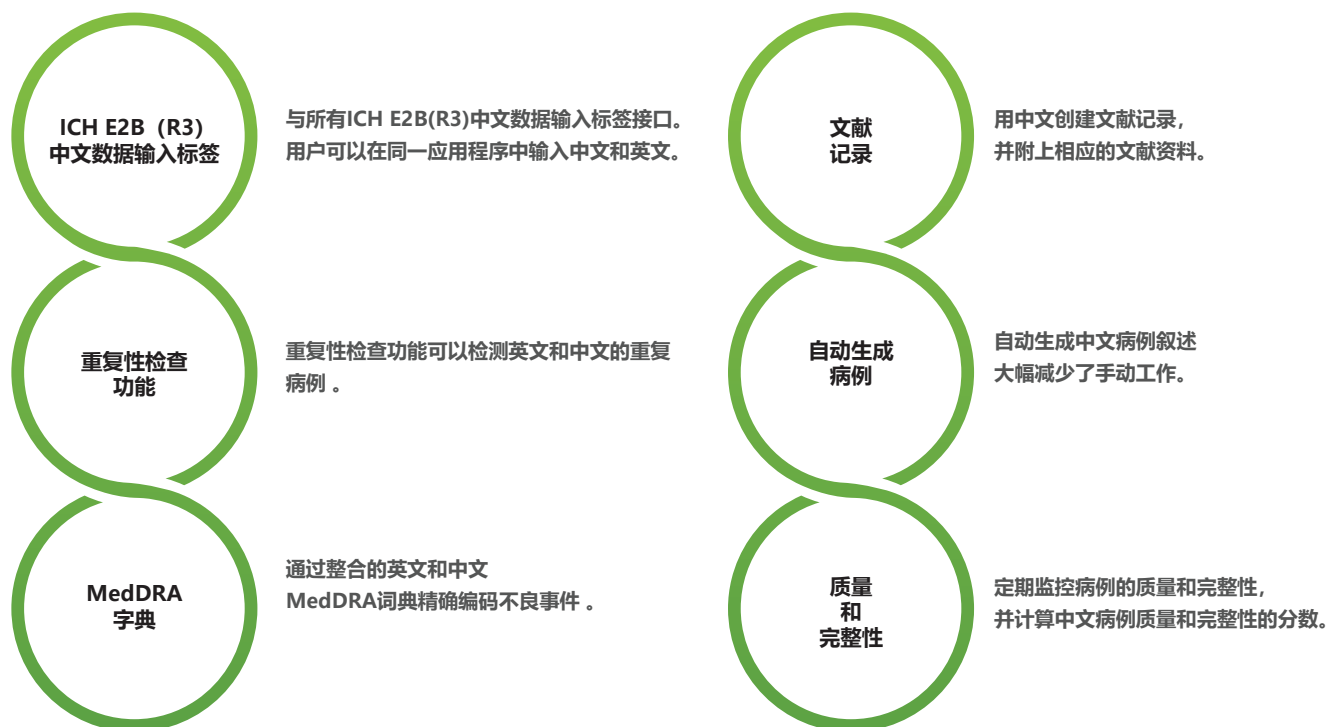 ICH E2B（R3）
中文数据输入标签
与所有ICH E2B(R3)中文数据输入标签接口。
用户可以在同一应用程序中输入中文和英文。
重复性检查
功能
重复性检查功能可以检测英文和中文的重复
病例 。
MedDRA
字典
通过整合的英文和中文
MedDRA词典精确编码不良事件 。
文献
记录
用中文创建文献记录，
并附上相应的文献资料。
自动生成
病例
自动生成中文病例叙述
大幅减少了手动工作。
质量
和
完整性
定期监控病例的质量和完整性，
并计算中文病例质量和完整性的分数。